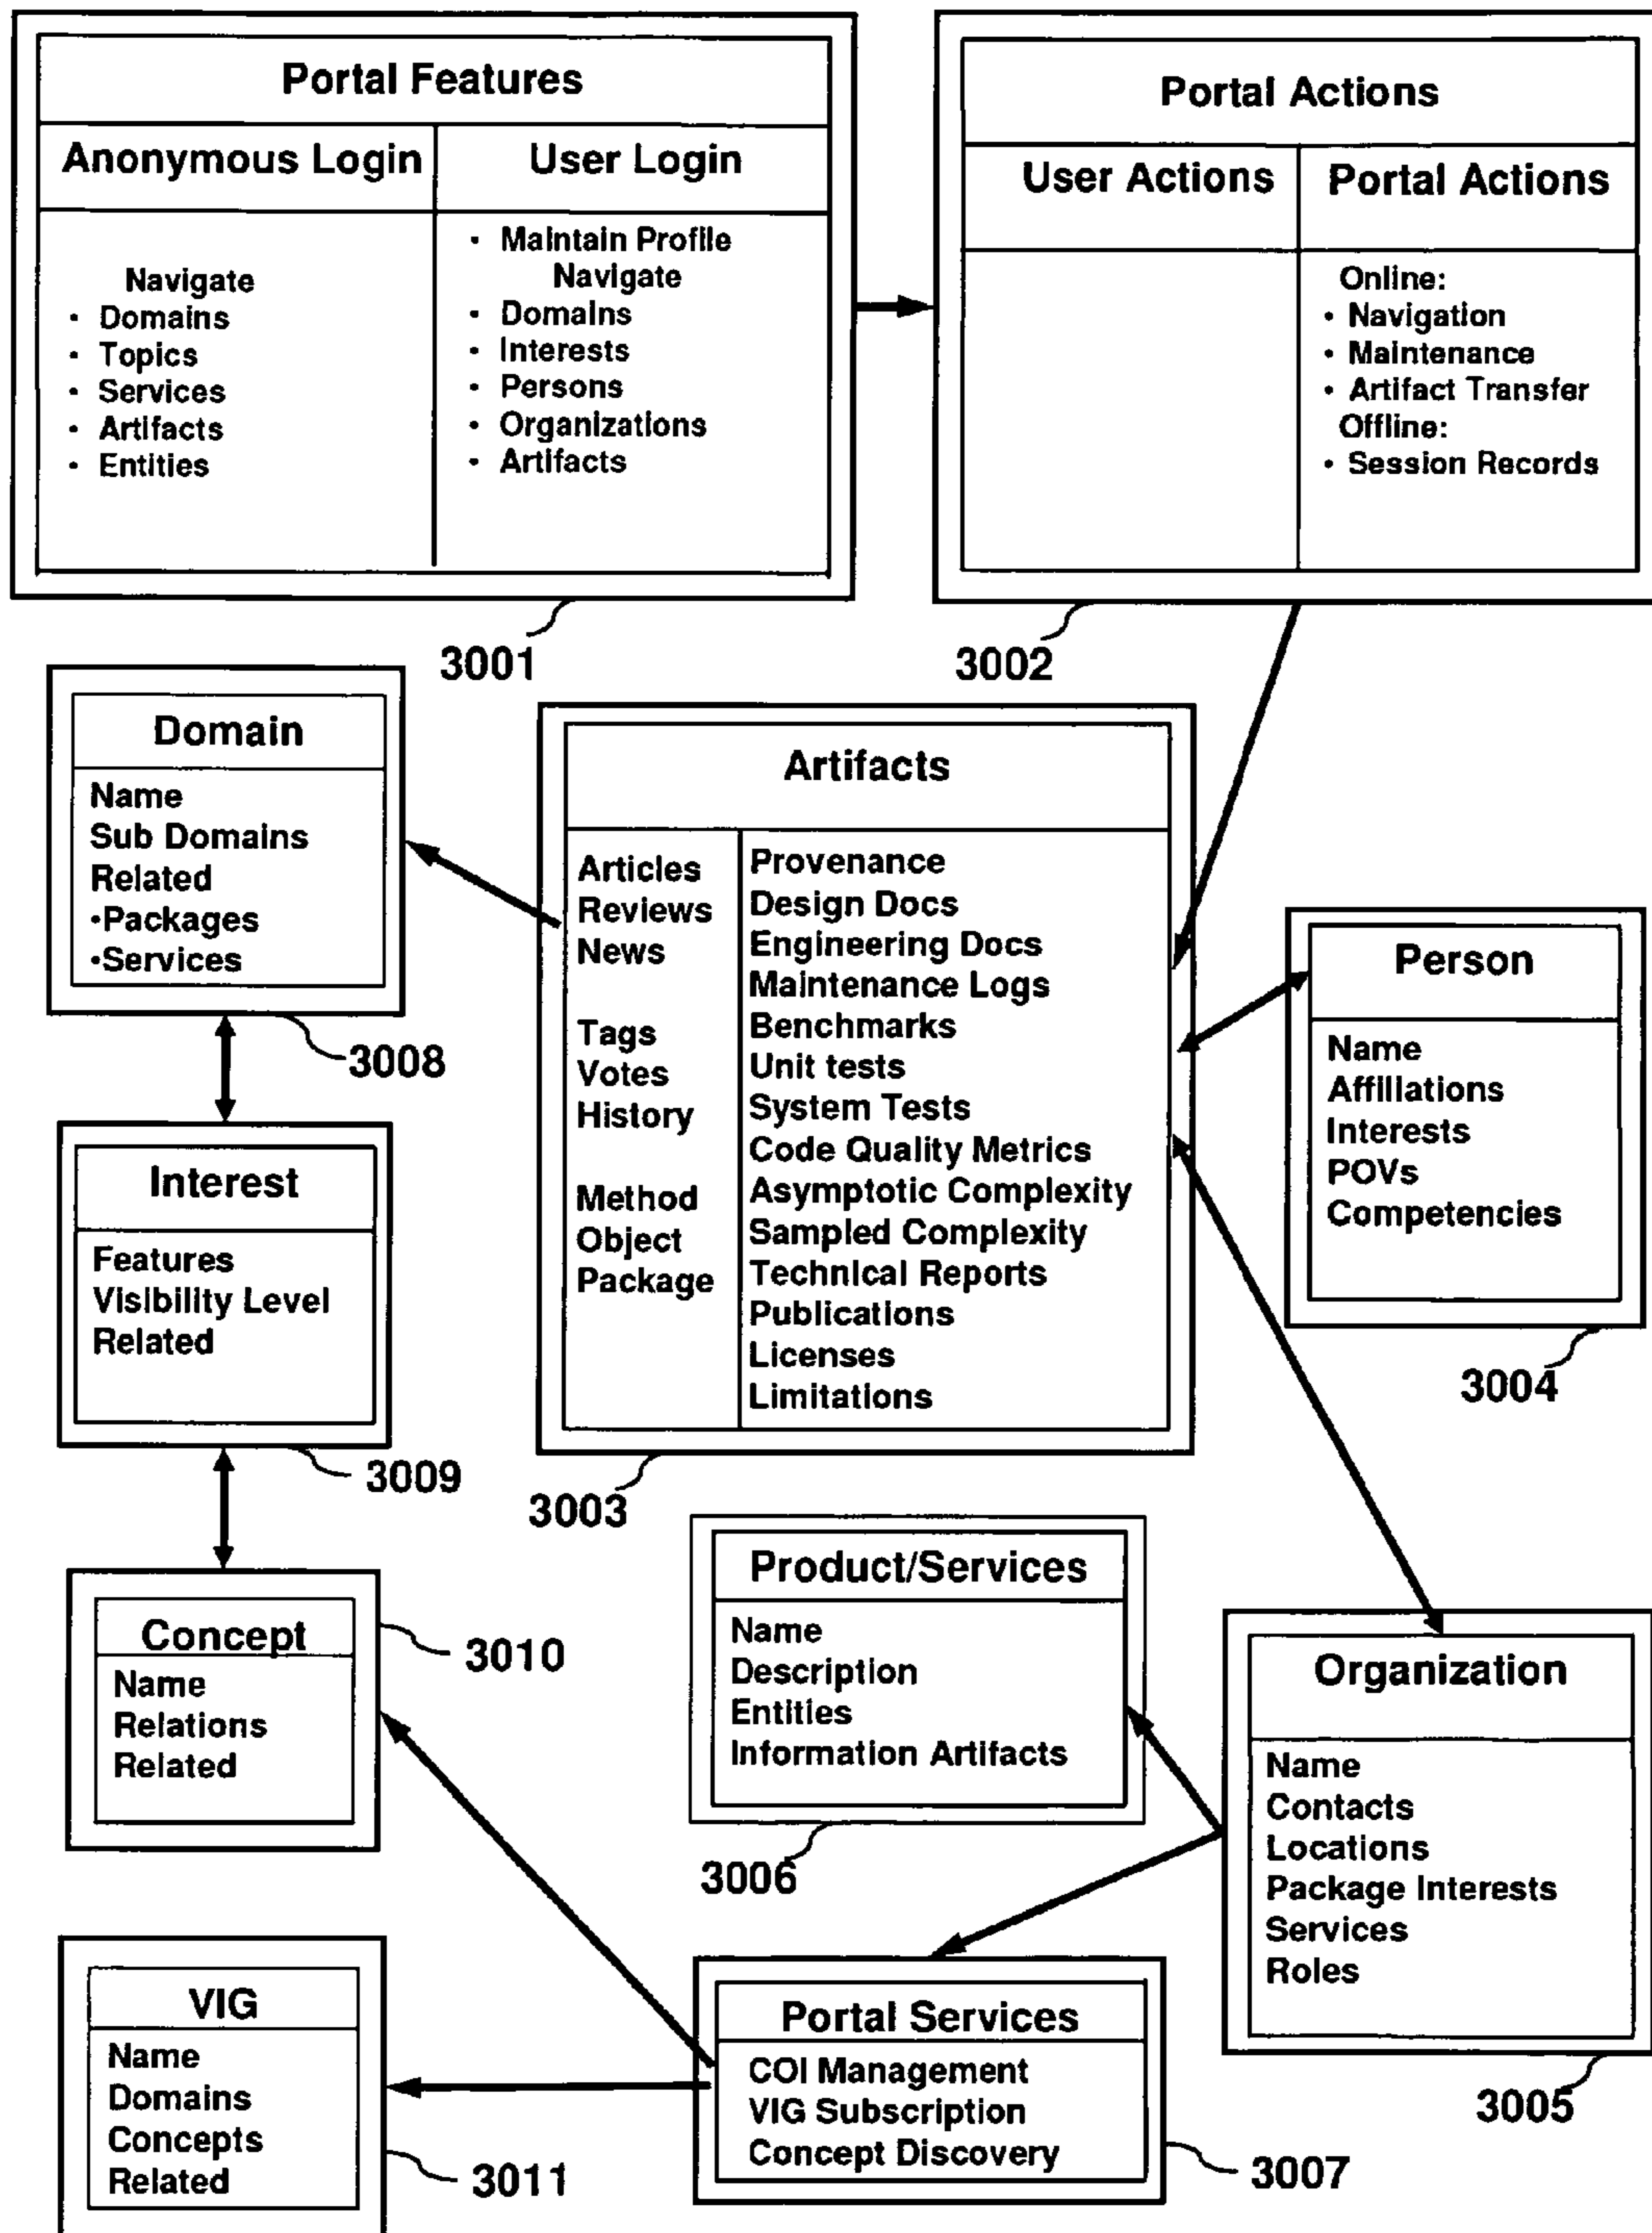 Portal Features
Anonymous Login
User Login
Navigate
· Domains
· Topics
· Services
· Artifacts
· Entities
· Maintain Profile
Navigate
· Domains
· Interests
· Persons
· Organizations
· Artifacts
3001
Portal Actions
User Actions
Portal Actions
Online:
· Navigation
· Maintenance
· Artifact Transfer
Offline:
· Session Records
3002
Domain
Name
Sub Domains
Related
·Packages
·Services
3008
Artifacts
Articles
Reviews
News
Tags
Votes
History
Method
Object
Package
Provenance
Design Docs
Engineering Docs
Maintenance Logs
Benchmarks
Unit tests
System Tests
Code Quality Metrics
Asymptotic Complexity
Sampled Complexity
Technical Reports
Publications
Licenses
Limitations
3003
Person
Name
Affiliations
Interests
POVs
Competencies
3004
Interest
Features
Visibility Level
Related
3009
Concept
Name
Relations
Related
3010
Product/Services
Name
Description
Entities
Information Artifacts
3006
Organization
Name
Contacts
Locations
Package Interests
Services
Roles
3005
VIG
Name
Domains
Concepts
Related
3011
Portal Services
COI Management
VIG Subscription
Concept Discovery
3007